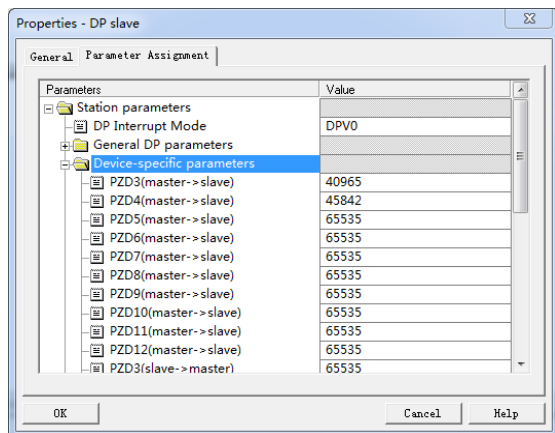 Properties - DP slave
General Parameter Assignment
Parameters Value
Station parameters
DP Interrupt Mode DPV0
General DP parameters
Device-specific parameters
PZD3(master->slave) 40965
PZD4(master->slave) 45842
PZD5(master->slave) 65535
PZD6(master->slave) 65535
PZD7(master->slave) 65535
PZD8(master->slave) 65535
PZD9(master->slave) 65535
PZD10(master->slave) 65535
PZD11(master->slave) 65535
PZD12(master->slave) 65535
PZD3(slave->master) 65535
OK Cancel Help